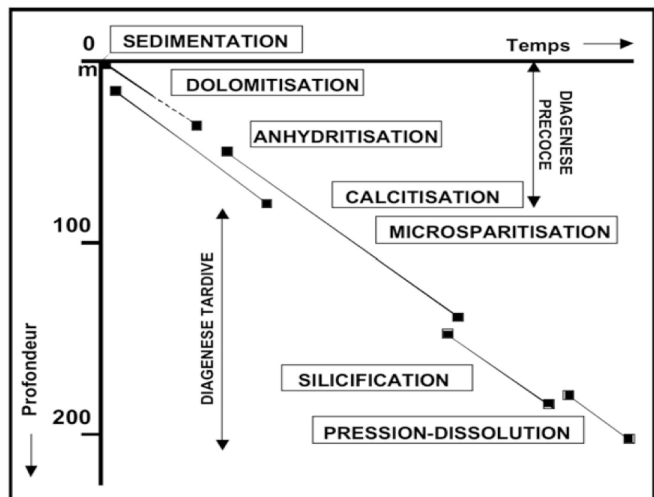 0
m
SEDIMENTATION
Temps
DOLOMITISATION
DIAGENESE
PRECOCE
ANHYDRITISATION
CALCITISATION
MICROSPARITISATION
100
DIAGENESE TARDIVE
Profondeur
SILICIFICATION
200
PRESSION-DISSOLUTION